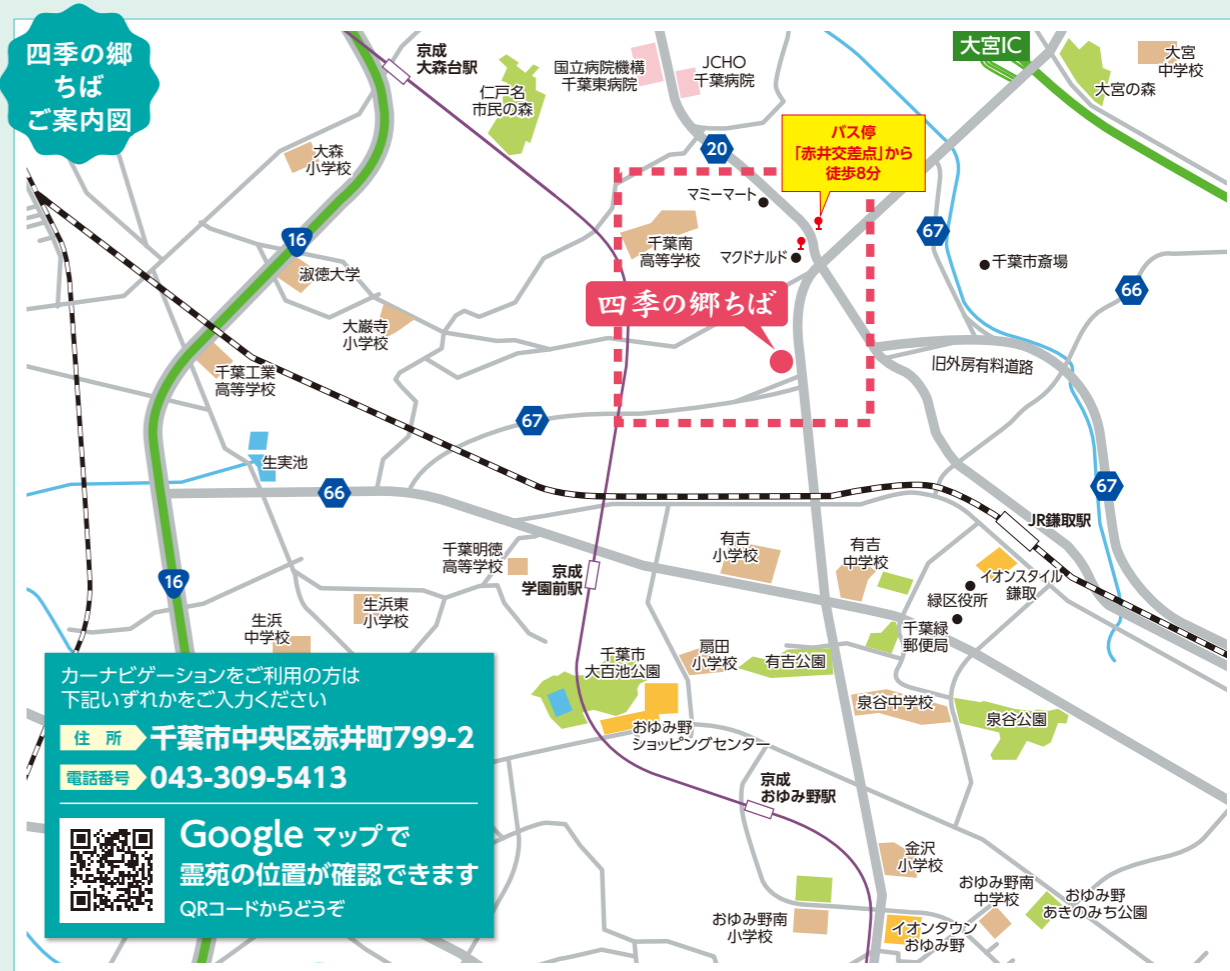 四季の郷
ちば
ご案内図
京成
大森台駅
仁戸名
市民の森
国立病院機構
千葉東病院
JCHO
千葉病院
大宮IC
大宮の森
大宮
中学校
大森
小学校
20
バス停
「赤井交差点」から
徒歩8分
マミーマート
16
淑徳大学
千葉南
高等学校
マクドナルド
67
千葉市斎場
66
四季の郷ちば
大巌寺
小学校
千葉工業
高等学校
旧外房有料道路
67
生実池
66
67
JR鎌取駅
千葉明徳
高等学校
京成
学園前駅
有吉
小学校
有吉
中学校
イオンスタイル
鎌取
緑区役所
千葉緑
郵便局
16
生浜
中学校
生浜東
小学校
千葉市
大百池公園
扇田
小学校
有吉公園
泉谷中学校
泉谷公園
おゆみ野
ショッピングセンター
京成
おゆみ野駅
金沢
小学校
おゆみ野南
中学校
おゆみ野
あきのみち公園
おゆみ野南
小学校
イオンタウン
おゆみ野
カーナビゲーションをご利用の方は
下記いずれかをご入力ください
住 所 千葉市中央区赤井町799-2
電話番号 043-309-5413
Google マップで
霊苑の位置が確認できます
QRコードからどうぞ